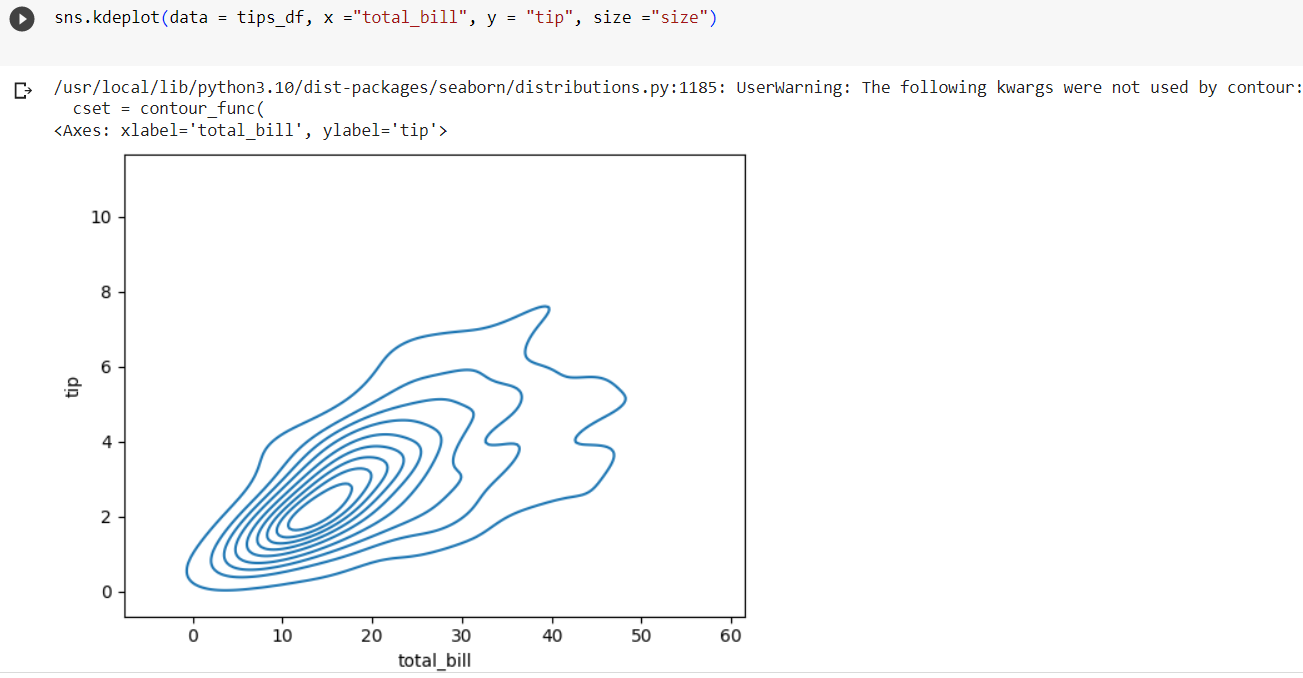 sns.kdeplot(data = tips_df, x ="total_bill", y = "tip", size ="size")
/usr/local/lib/python3.10/dist-packages/seaborn/distributions.py:1185: UserWarning: The following kwargs were not used by contour:
cset = contour_func(
<Axes: xlabel='total_bill', ylabel='tip'>
10
8
6
4
2
0
tip
0 10 20 30 40 50 60
total_bill